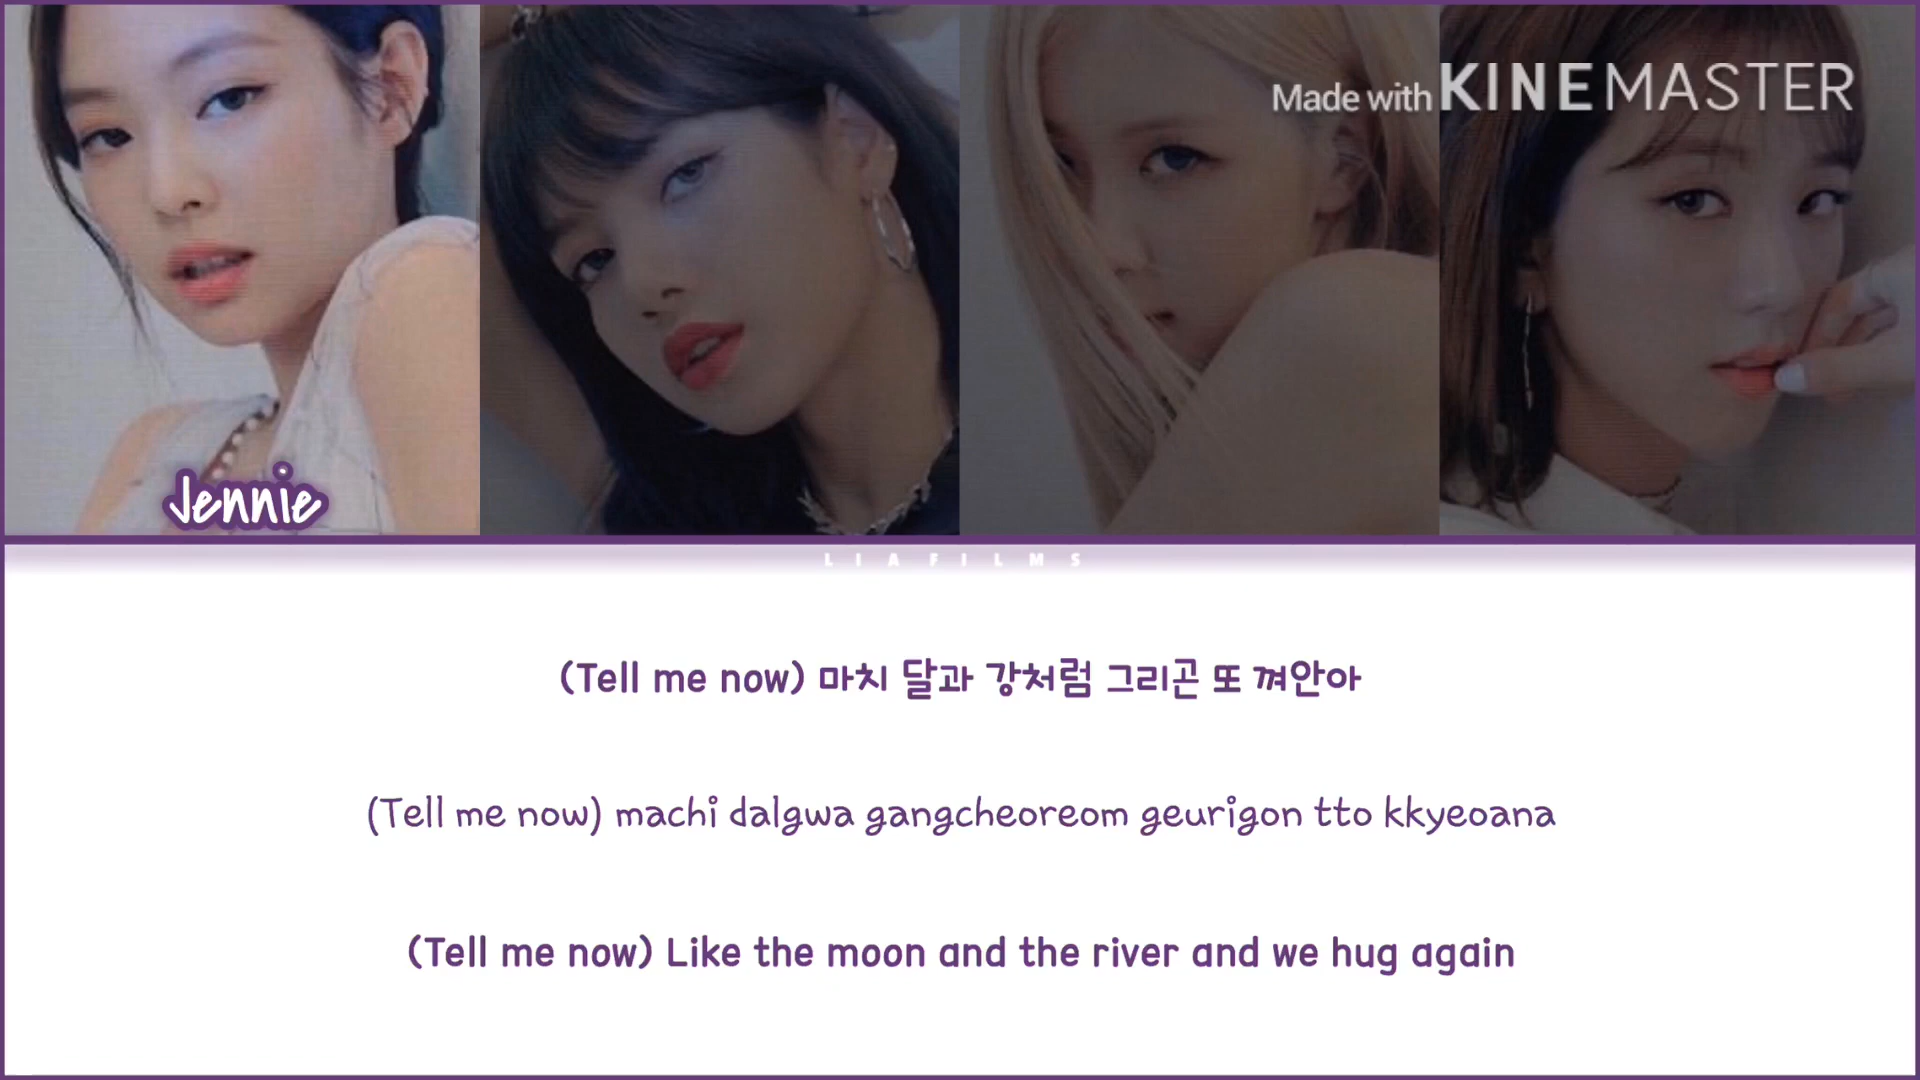 Made with KINEMASTER
Jennie
LIAFILMS
(Tell me now) 마치 달과 강처럼 그리곤 또 껴안아
(Tell me now) machi dalgwa gangcheoreom geurigon tto kkyeoana
(Tell me now) Like the moon and the river and we hug again